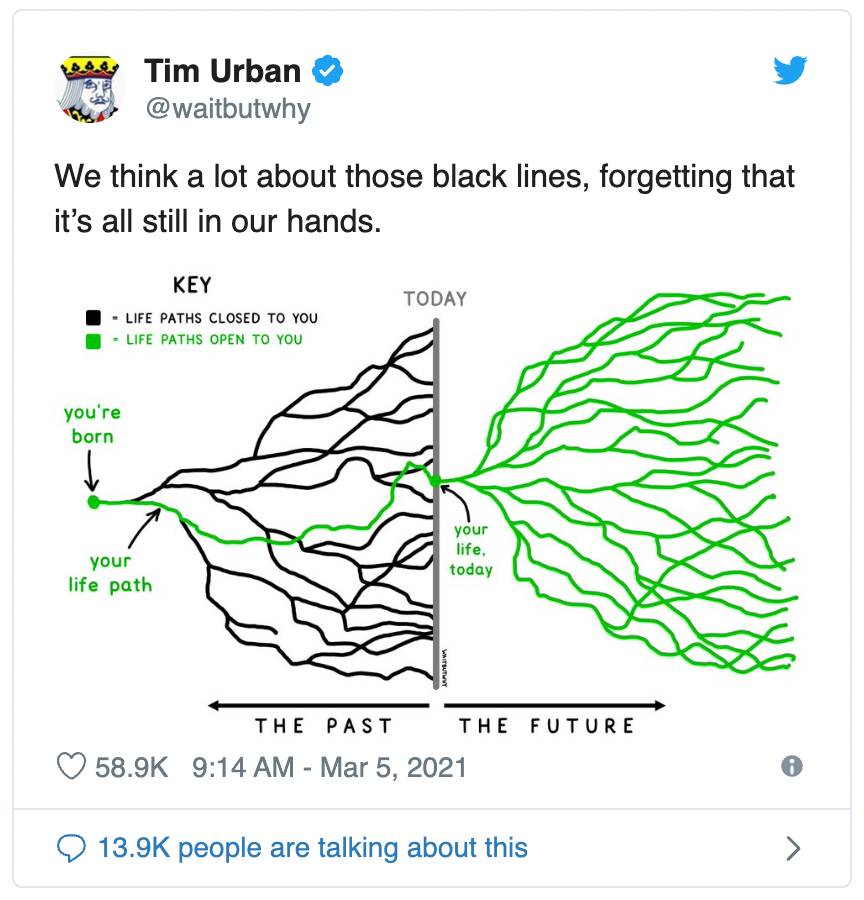 Tim Urban
@waitbutwhy
We think a lot about those black lines, forgetting that
it’s all still in our hands.
KEY
- LIFE PATHS CLOSED TO YOU
- LIFE PATHS OPEN TO YOU
TODAY
you're
born
your
life path
your
life,
today
WAITBUTWHY
THE PAST
THE FUTURE
58.9K 9:14 AM - Mar 5, 2021
13.9K people are talking about this